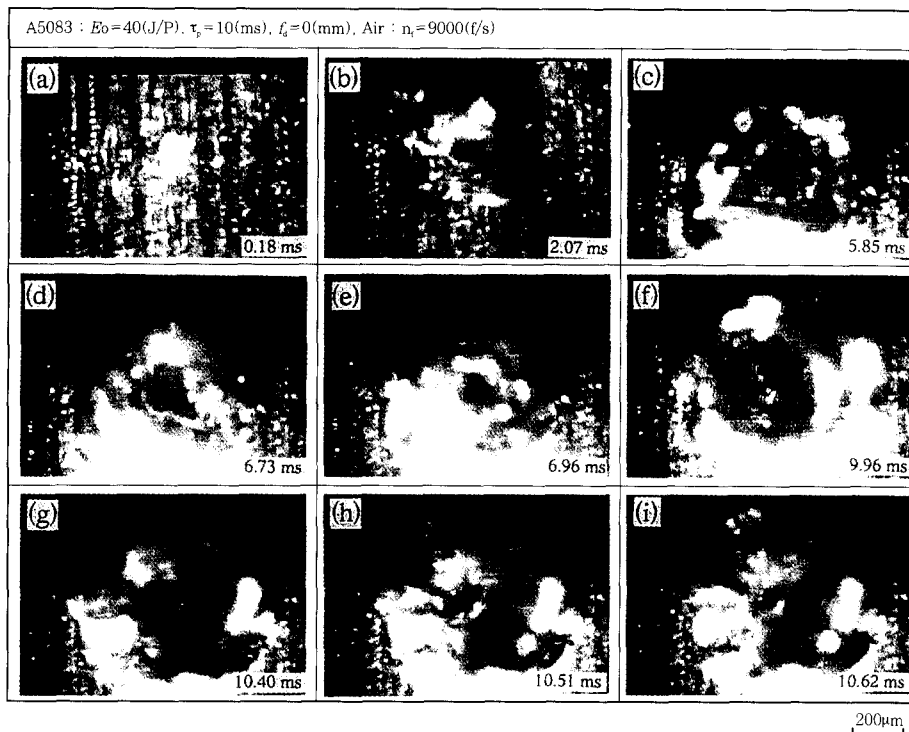 A5083 : Eo=40(J/P), τp=10(ms), fd=0(mm), Air : nf=9000(f/s)
(a)
0.18 ms
(b)
2.07 ms
(c)
5.85 ms
(d)
6.73 ms
(e)
6.96 ms
(f)
9.96 ms
(g)
10.40 ms
(h)
10.51 ms
(i)
10.62 ms
200μm